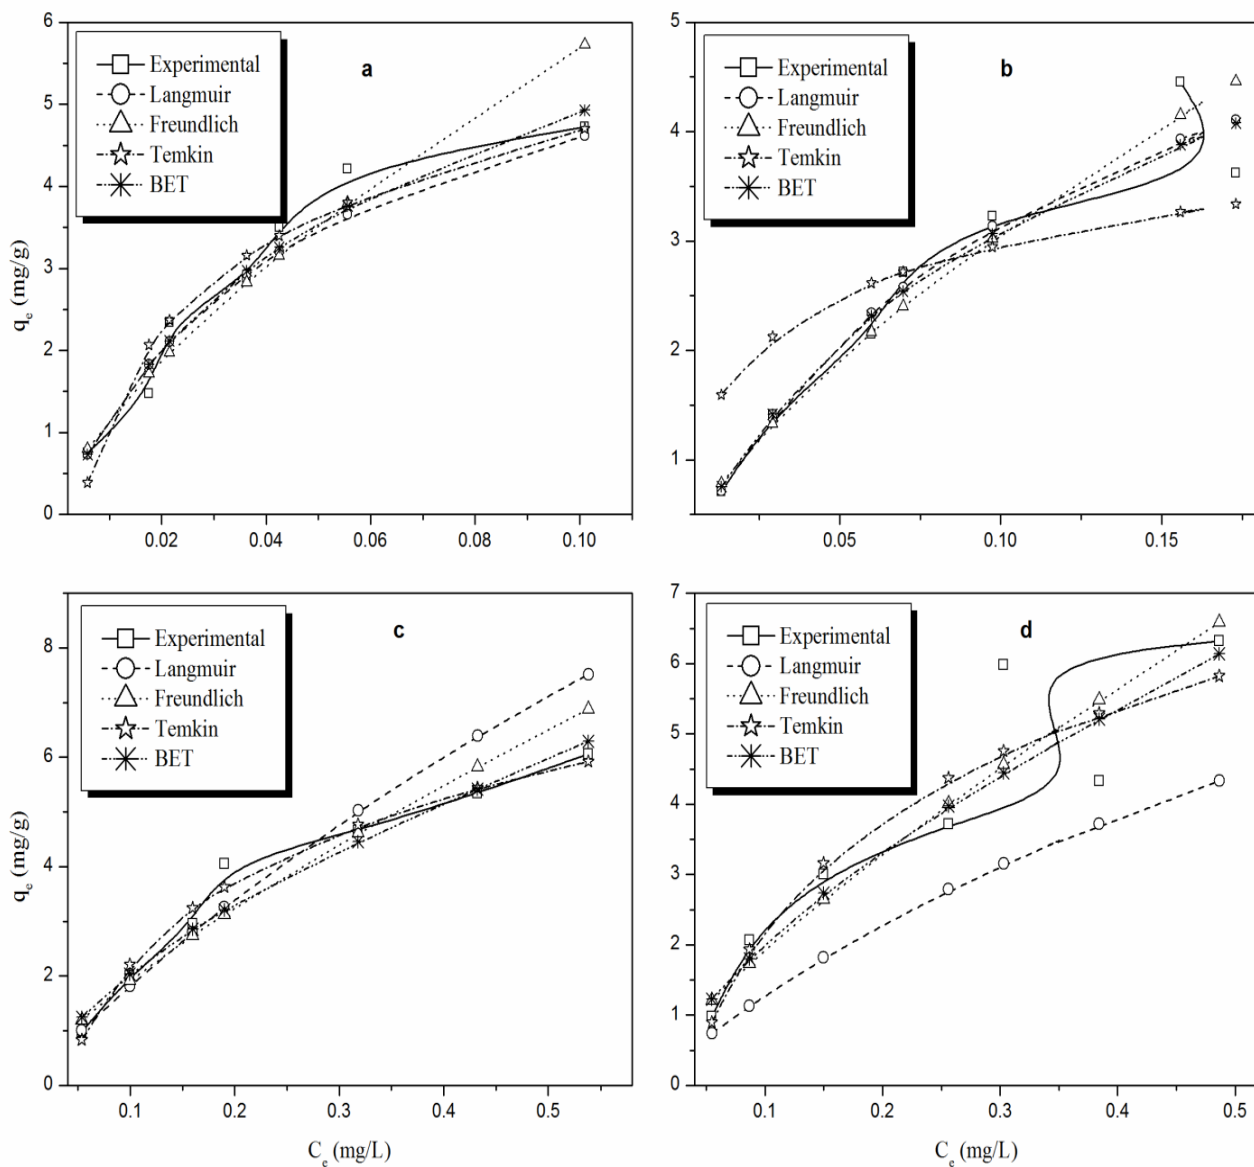 6
5
4
3
2
1
0
q_e (mg/g)
Experimental
Langmuir
Freundlich
Temkin
BET
a
0.02
0.04
0.06
0.08
0.10
5
4
3
2
1
Experimental
Langmuir
Freundlich
Temkin
BET
b
0.05
0.10
0.15
8
6
4
2
0
q_e (mg/g)
Experimental
Langmuir
Freundlich
Temkin
BET
c
0.1
0.2
0.3
0.4
0.5
C_e (mg/L)
7
6
5
4
3
2
1
0
Experimental
Langmuir
Freundlich
Temkin
BET
d
0.1
0.2
0.3
0.4
0.5
C_e (mg/L)